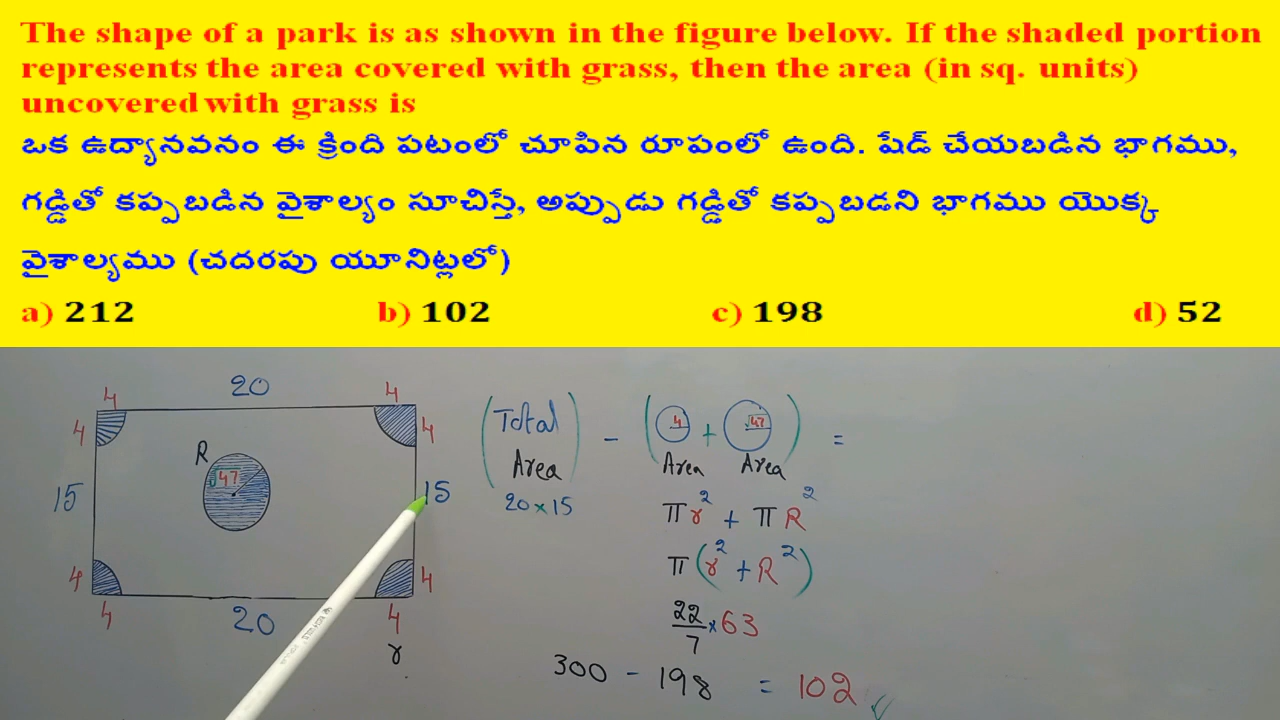 The shape of a park is as shown in the figure below. If the shaded portion
represents the area covered with grass, then the area (in sq. units)
uncovered with grass is
ఒక ఉద్యానవనం ఈ క్రింది పటంలో చూపిన రూపంలో ఉంది. షేడ్ చేయబడిన భాగము,
గడ్డితో కప్పబడిన వైశాల్యం సూచిస్తే, అప్పుడు గడ్డితో కప్పబడని భాగము యొక్క
వైశాల్యము (చదరపు యూనిట్లలో)
a) 212 b) 102 c) 198 d) 52
4 20 4
4 4
R
√47
15 15
4 4
4 20 4
r
(Total Area) - (4 + √47) =
Area Area
20 × 15
πr² + πR²
π(r² + R²)
22/7 × 63
300 - 198 = 102 ✓